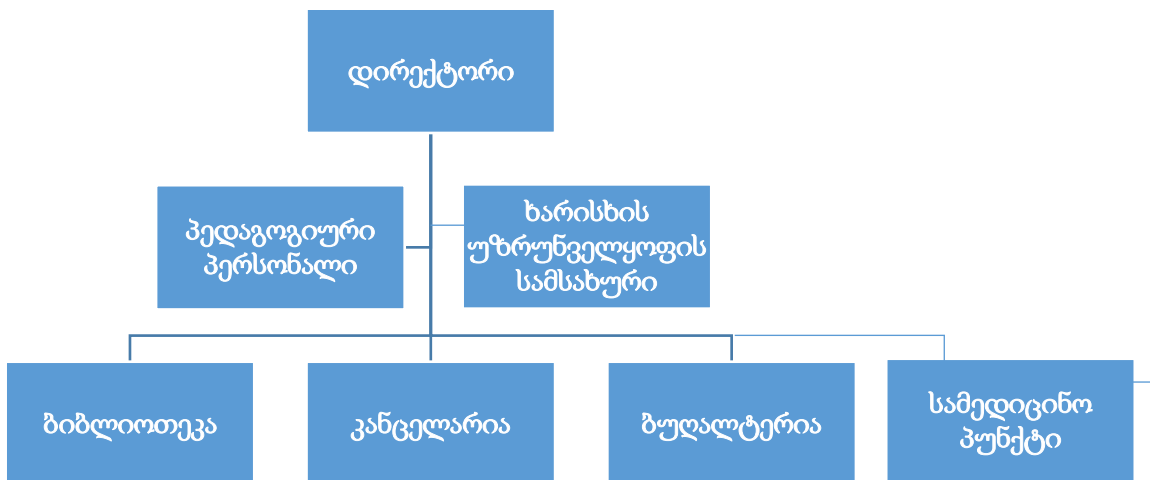 დირექტორი
პედაგოგიური
პერსონალი
ხარისხის
უზრუნველყოფის
სამსახური
ბიბლიოთეკა
კანცელარია
ბუღალტერია
სამედიცინო
პუნქტი